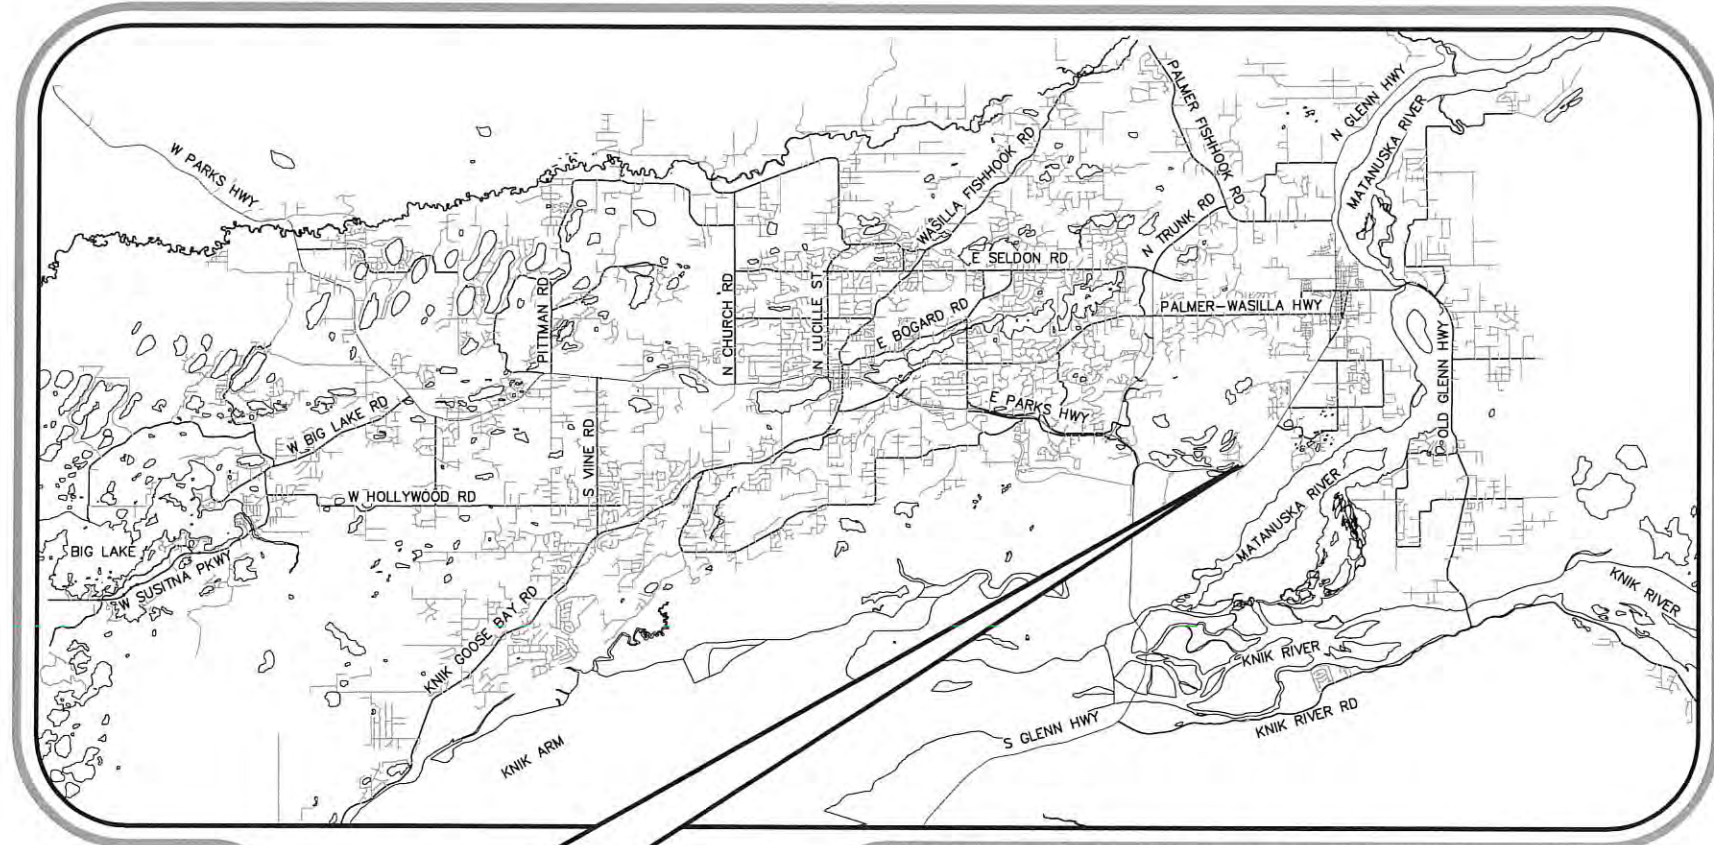 W PARKS HWY
PALMER FISHHOOK RD
N GLENN HWY
MATANUSKA RIVER
WASILLA FISHHOOK RD
N TRUNK RD
E SELDON RD
PITTMAN RD
N CHURCH RD
N LUCILLE ST
E BOGARD RD
PALMER-WASILLA HWY
OLD GLENN HWY
E PARKS HWY
W BIG LAKE RD
S VINE RD
W HOLLYWOOD RD
BIG LAKE
W SUSITNA PKWY
MATANUSKA RIVER
KNIK RIVER
KNIK GOOSE BAY RD
KNIK RIVER
KNIK RIVER RD
S GLENN HWY
KNIK ARM